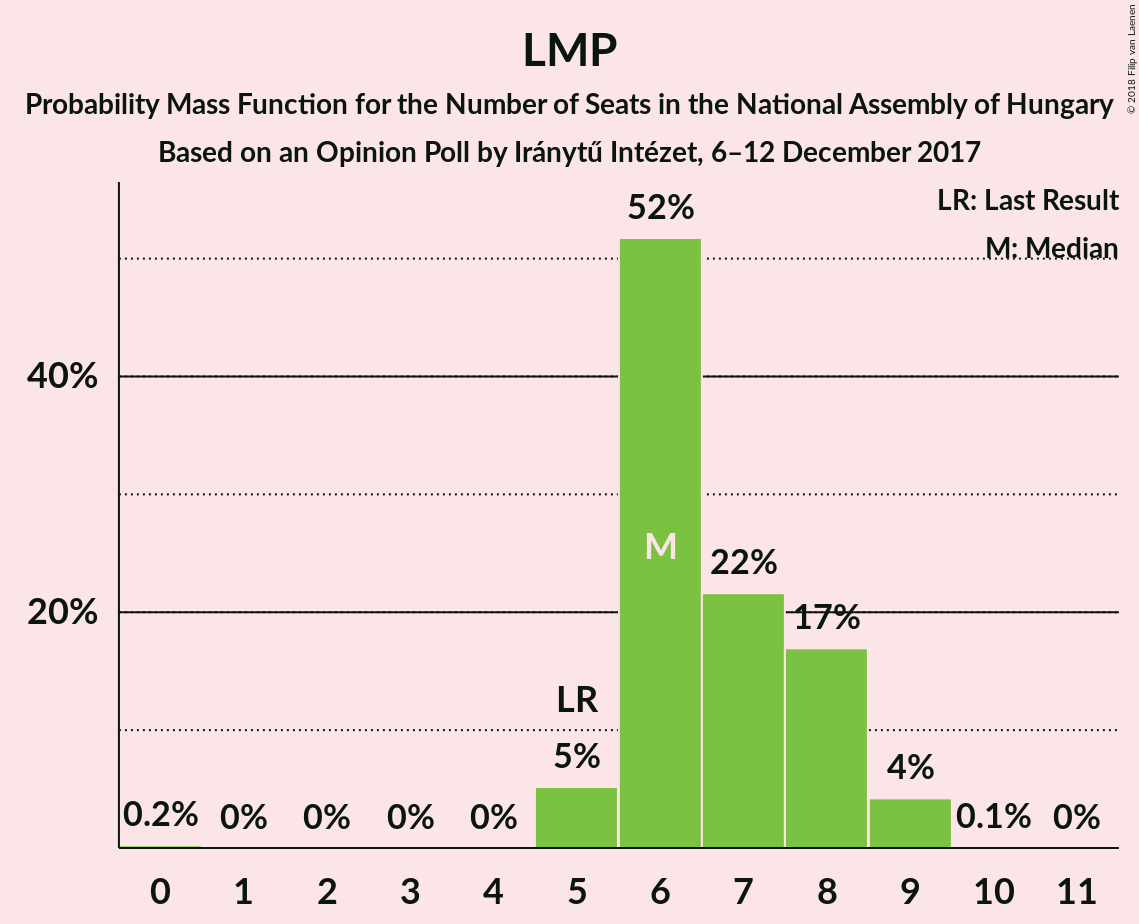 LMP
Probability Mass Function for the Number of Seats in the National Assembly of Hungary
Based on an Opinion Poll by Iránytű Intézet, 6–12 December 2017
© 2018 Filip van Laenen
LR: Last Result
M: Median
52%
40%
M
22%
20%
17%
LR
5%
4%
0.2% 0% 0% 0% 0% 0.1% 0%
0 1 2 3 4 5 6 7 8 9 10 11